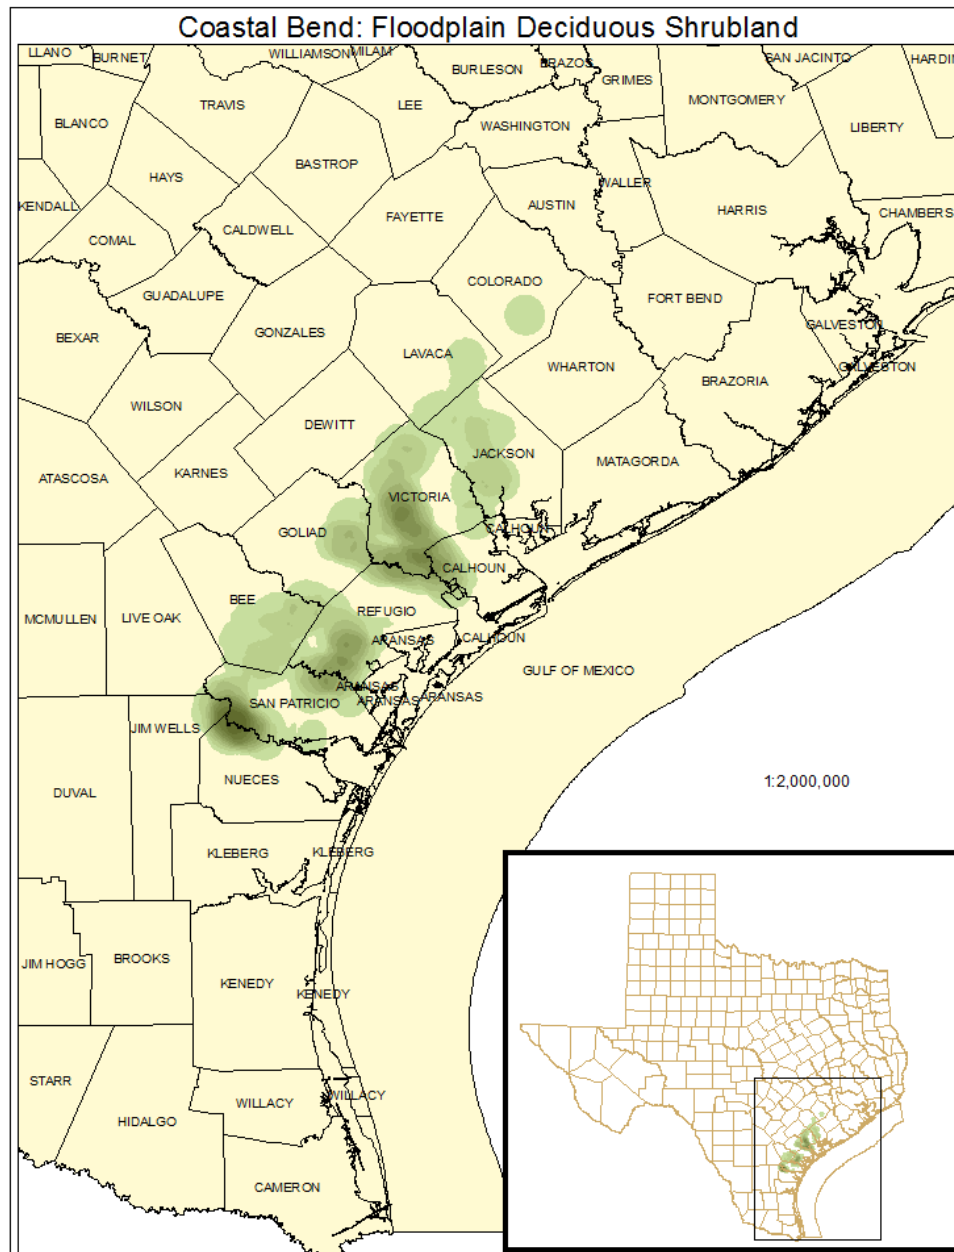 Coastal Bend: Floodplain Deciduous Shrubland
LLANO
BURNET
WILLIAMSON
MILAM
BURLESON
BRAZOS
GRIMES
SAN JACINTO
HARDIN
TRAVIS
LEE
MONTGOMERY
BLANCO
WASHINGTON
LIBERTY
BASTROP
HAYS
WALLER
KENDALL
AUSTIN
HARRIS
CHAMBERS
FAYETTE
CALDWELL
COMAL
COLORADO
GUADALUPE
FORT BEND
GALVESTON
BEXAR
GONZALES
LAVACA
WHARTON
GALVESTON
BRAZORIA
WILSON
DEWITT
JACKSON
MATAGORDA
KARNES
ATASCOSA
VICTORIA
CALHOUN
GOLIAD
CALHOUN
BEE
REFUGIO
MCMULLEN
LIVE OAK
ARANSAS
CALHOUN
GULF OF MEXICO
ARANSAS
ARANSAS
ARANSAS
SAN PATRICIO
JIM WELLS
NUECES
1:2,000,000
DUVAL
KLEBERG
KLEBERG
JIM HOGG
BROOKS
KENEDY
KENEDY
STARR
WILLACY
WILLACY
HIDALGO
CAMERON